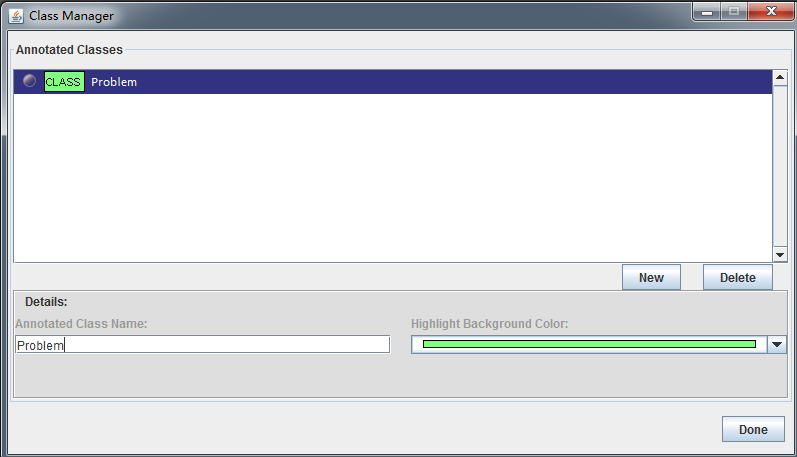 Class Manager
Annotated Classes
CLASS Problem
New Delete
Details:
Annotated Class Name: Highlight Background Color:
Problem
Done